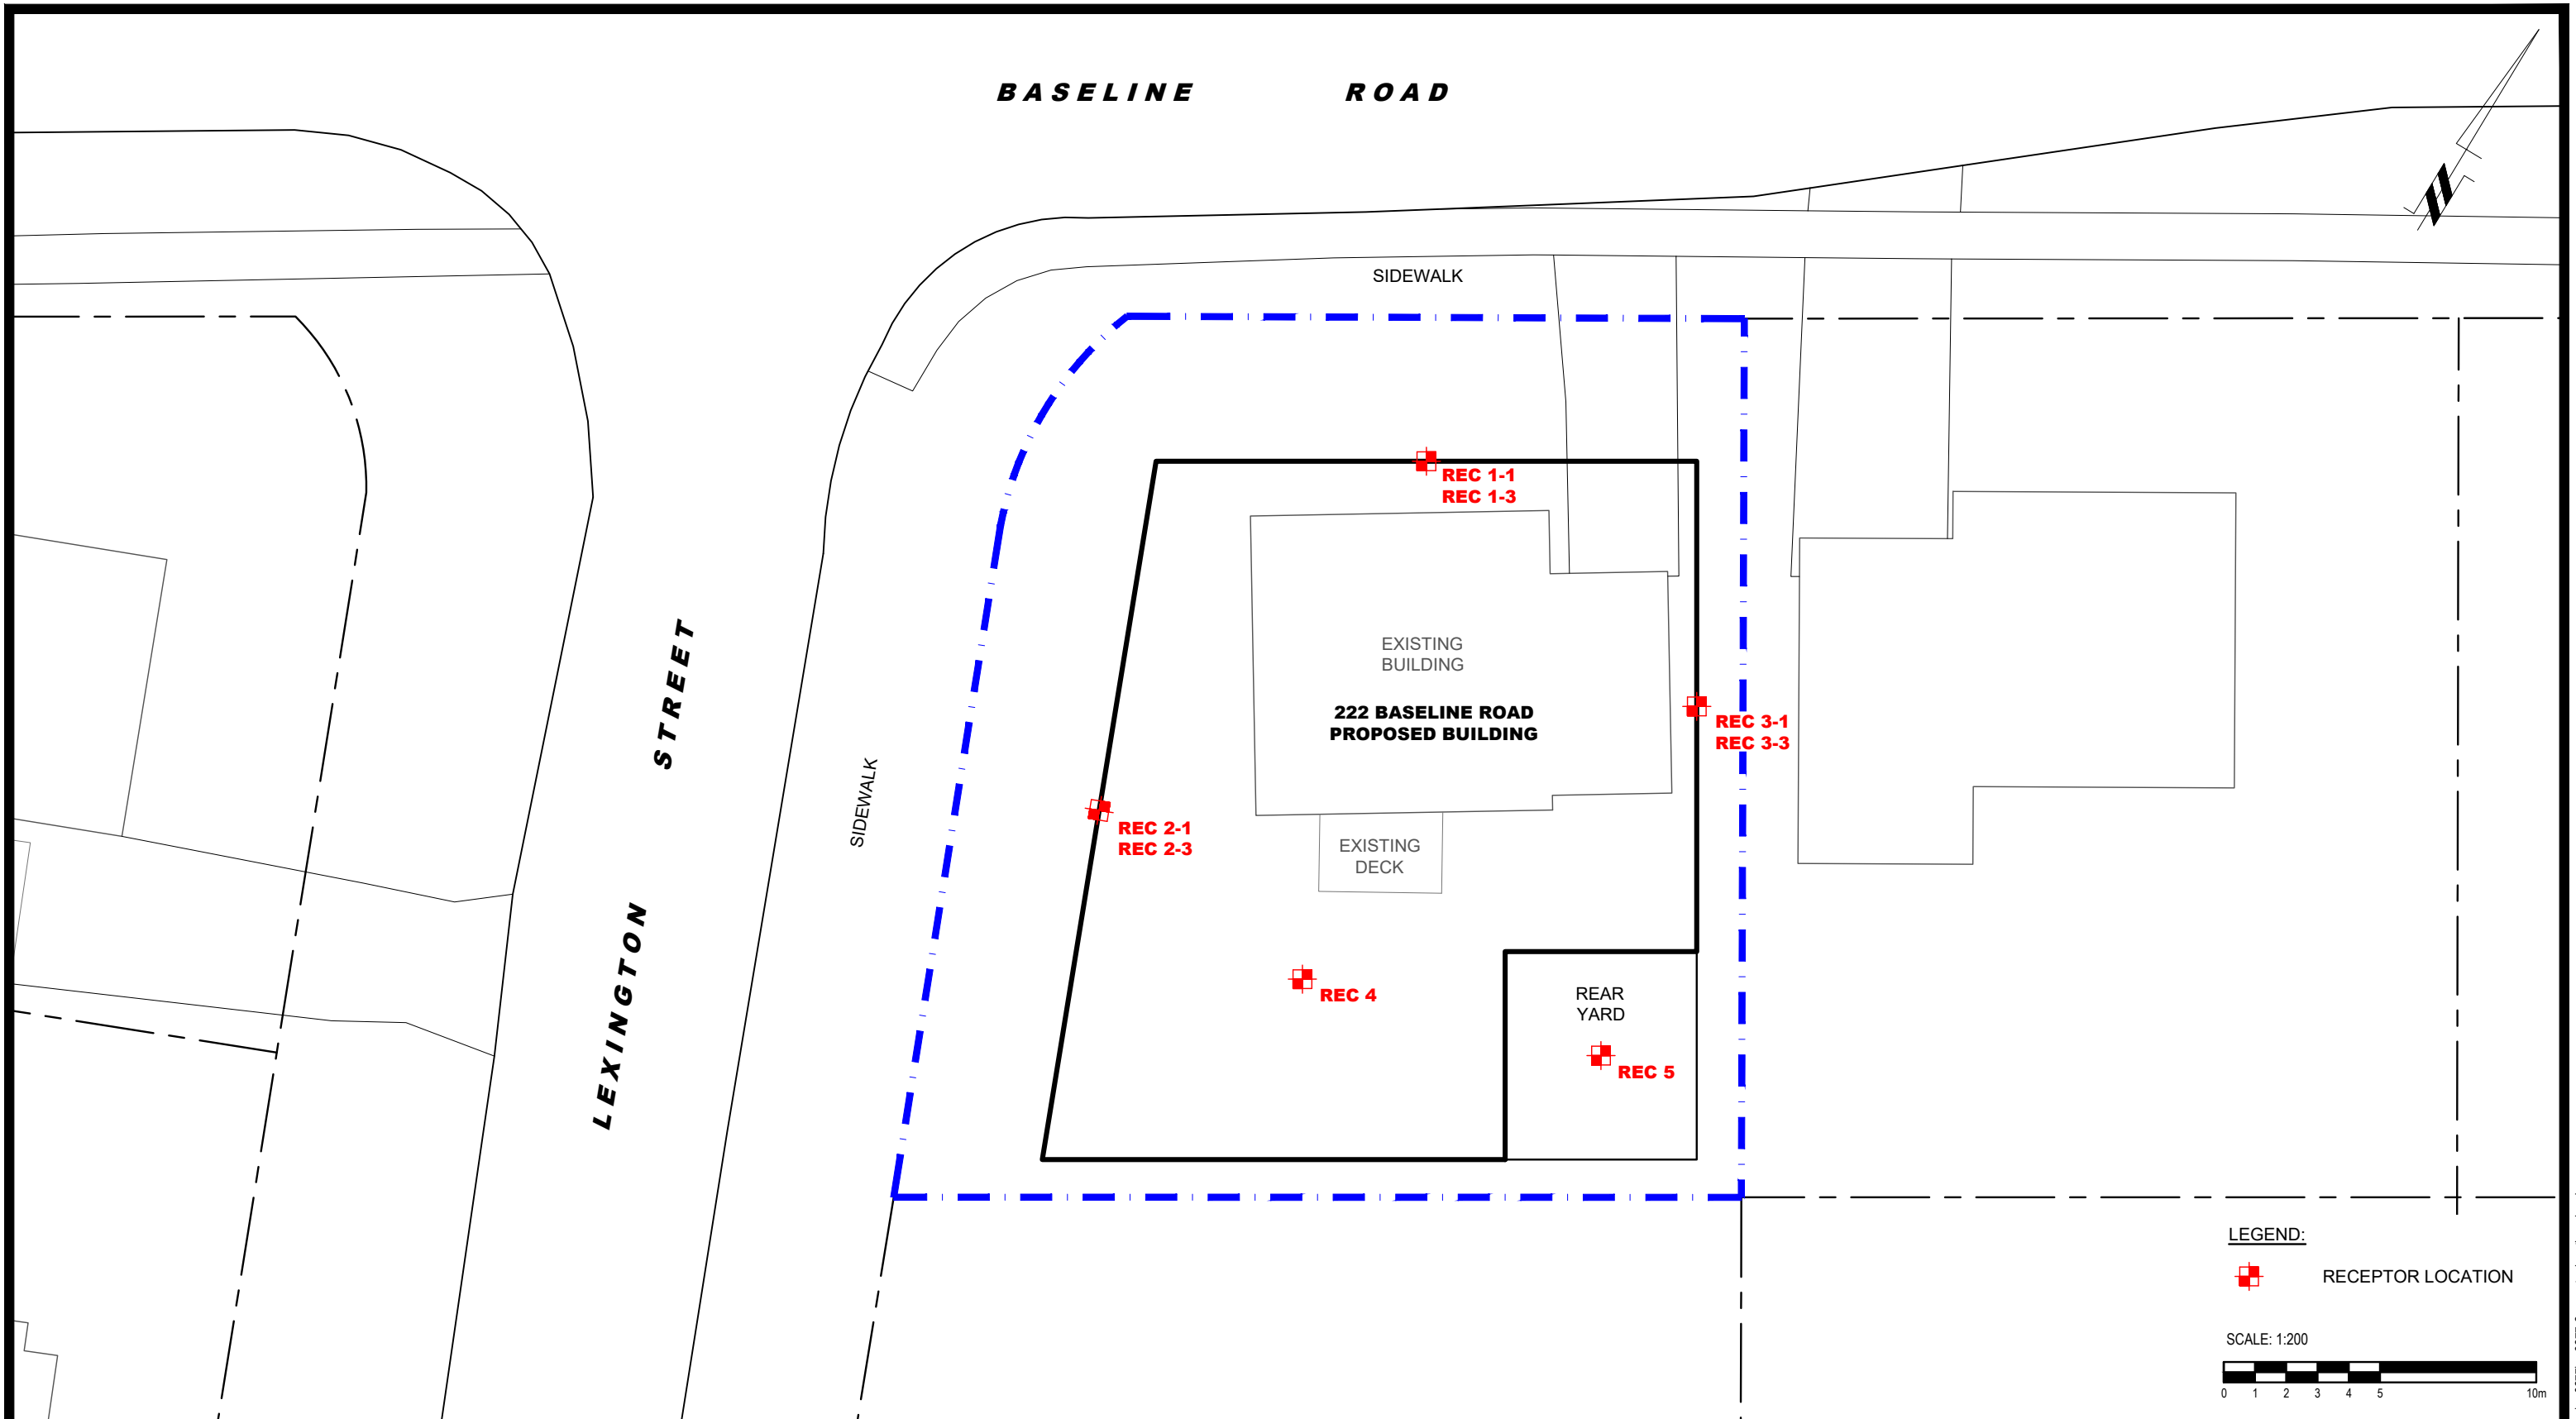 BASELINE ROAD
SIDEWALK
REC 1-1
REC 1-3
EXISTING
BUILDING
222 BASELINE ROAD
PROPOSED BUILDING
REC 3-1
REC 3-3
LEXINGTON STREET
SIDEWALK
REC 2-1
REC 2-3
EXISTING
DECK
REC 4
REAR
YARD
REC 5
LEGEND:
RECEPTOR LOCATION
SCALE: 1:200
0 1 2 3 4 5 10m